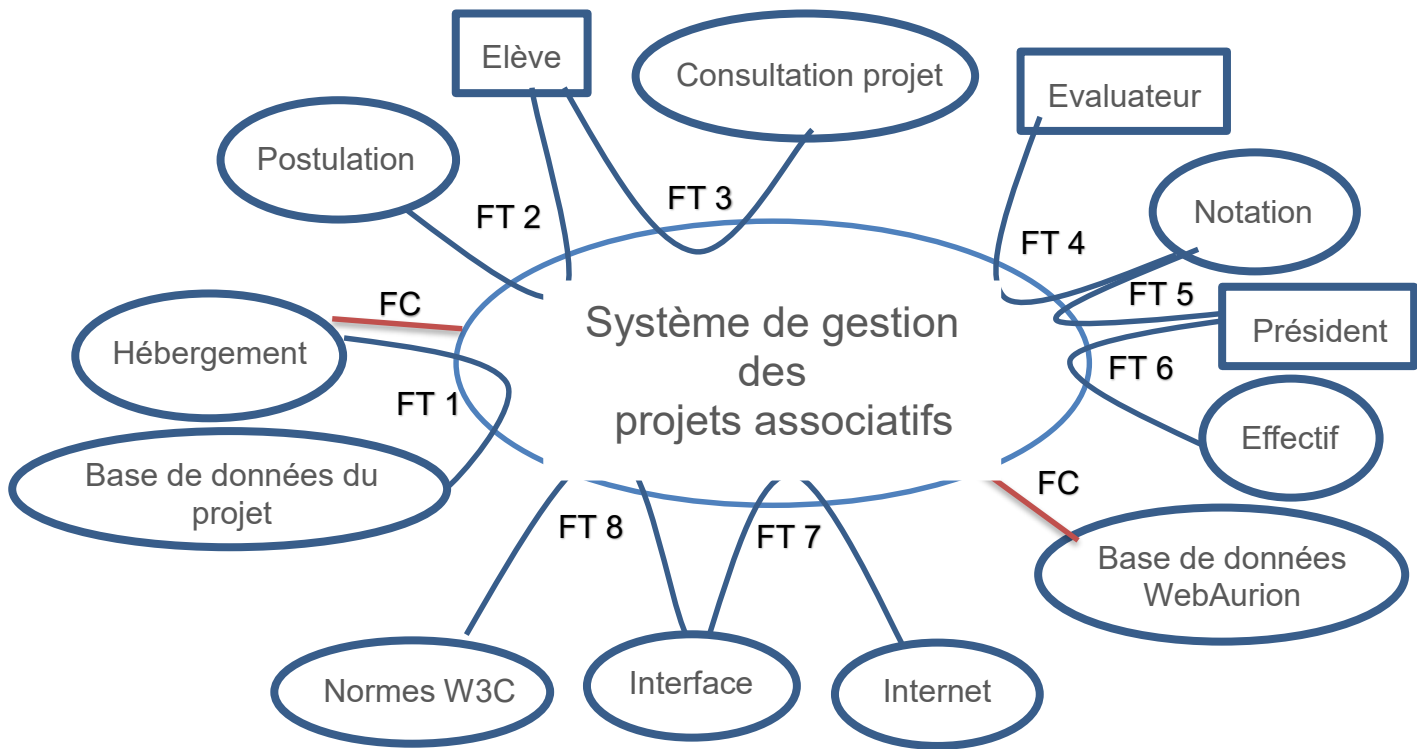 Elève
Consultation projet
Evaluateur
Postulation
FT 2
FT 3
FT 4
Notation
FC
FT 5
Hébergement
Système de gestion
des
projets associatifs
Président
FT 1
FT 6
Effectif
Base de données du
projet
FC
FT 8
FT 7
Base de données
WebAurion
Normes W3C
Interface
Internet